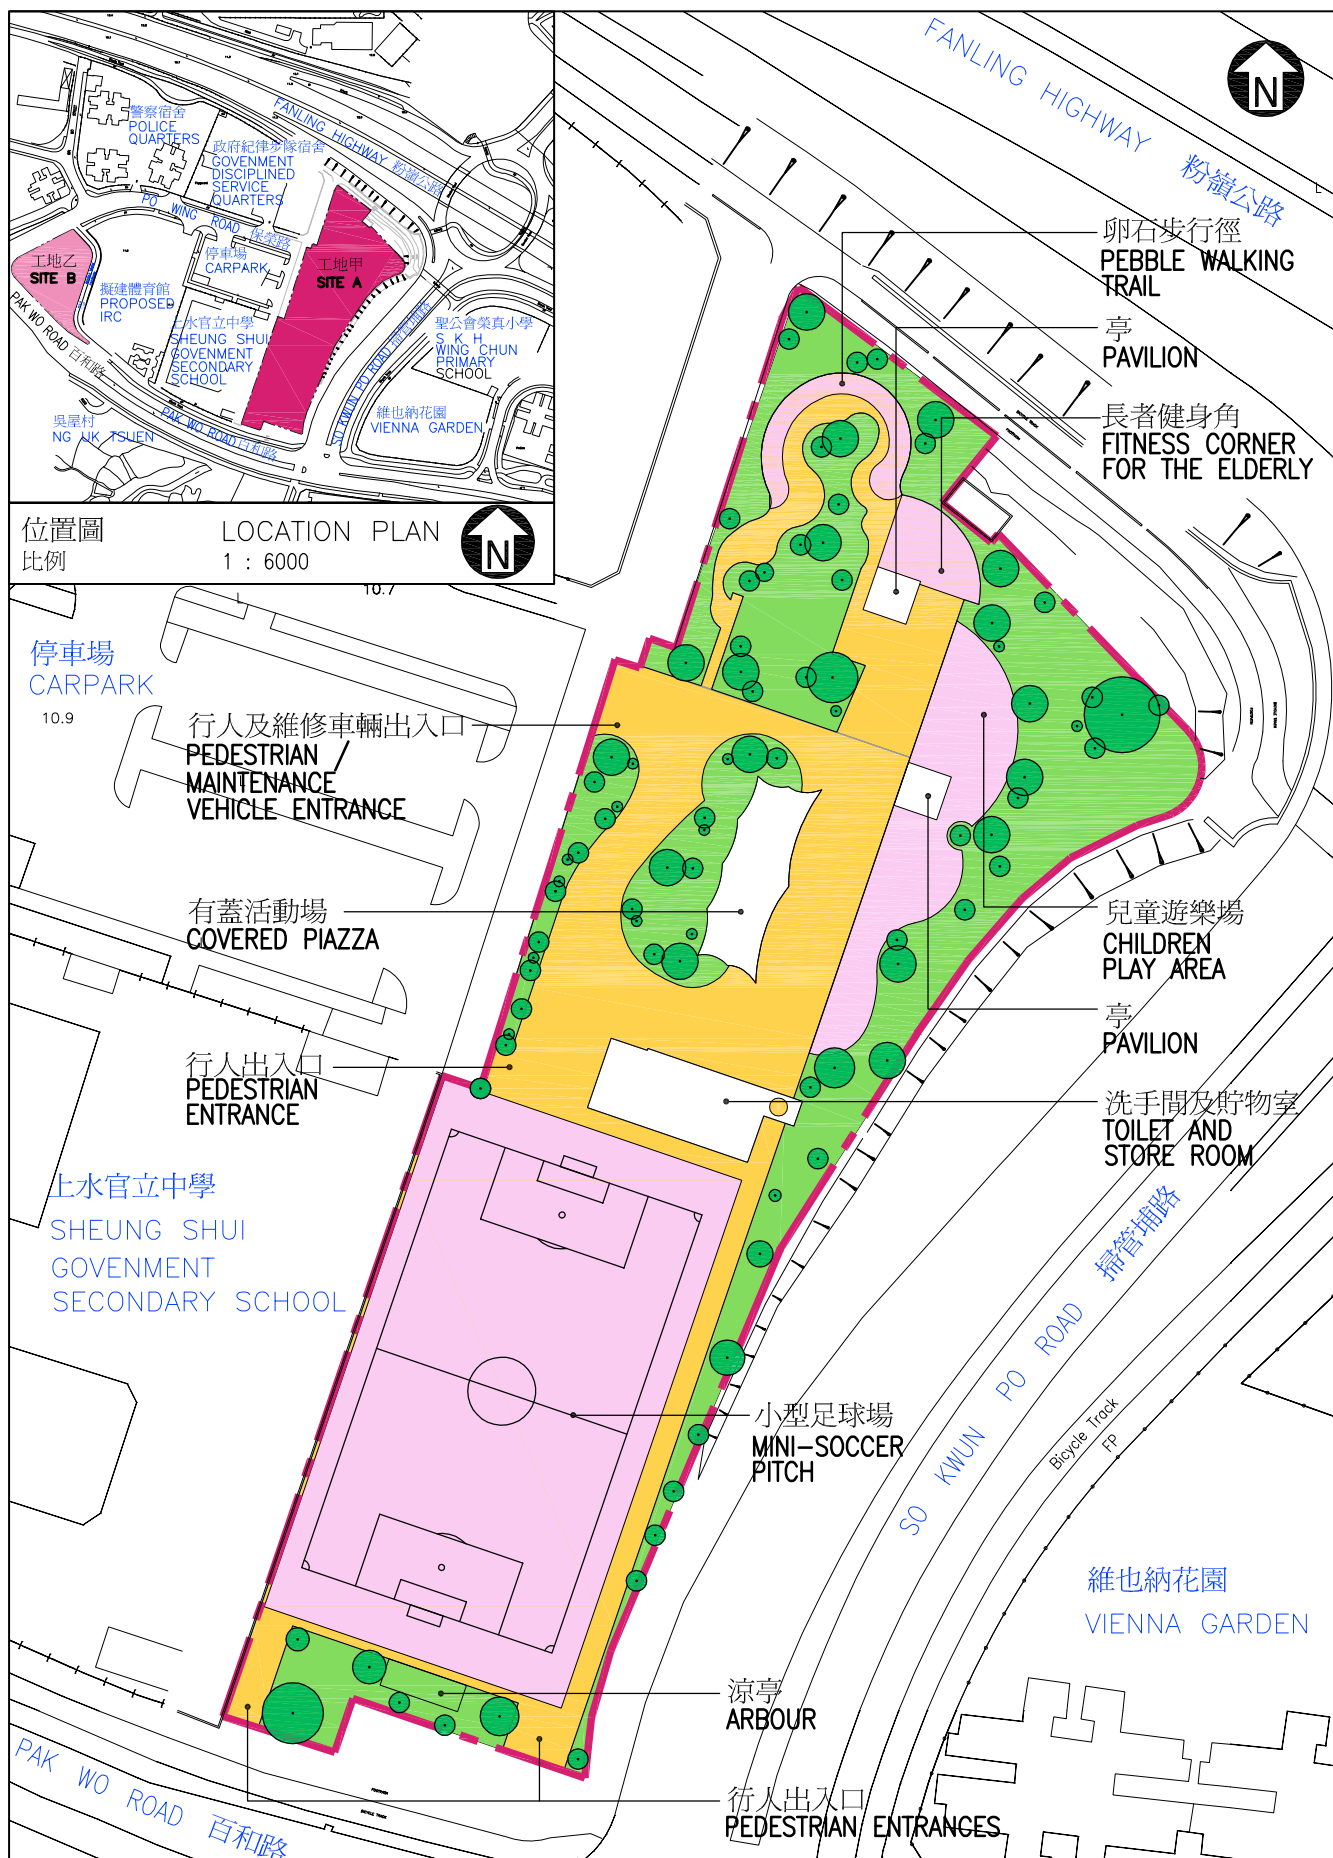 FANLING HIGHWAY 粉嶺公路
N
警察宿舍
POLICE
QUARTERS
政府紀律步隊宿舍
GOVENMENT
DISCIPLINED
SERVICE
QUARTERS
FANLING HIGHWAY 粉嶺公路
PO WING ROAD 保榮路
停車場
CARPARK
工地乙
SITE B
工地甲
SITE A
擬建體育館
PROPOSED
IRC
上水官立中學
SHEUNG SHUI
GOVENMENT
SECONDARY
SCHOOL
聖公會榮真小學
S K H
WING CHUN
PRIMARY
SCHOOL
PAK WO ROAD 百和路
SO KWUN PO ROAD 掃管埔路
維也納花園
VIENNA GARDEN
吳屋村
NG UK TSUEN
PAK WO ROAD 百和路
位置圖
LOCATION PLAN
比例
1 : 6000
N
卵石步行徑
PEBBLE WALKING
TRAIL
亭
PAVILION
長者健身角
FITNESS CORNER
FOR THE ELDERLY
10.7
停車場
CARPARK
10.9
行人及維修車輛出入口
PEDESTRIAN /
MAINTENANCE
VEHICLE ENTRANCE
有蓋活動場
COVERED PIAZZA
兒童遊樂場
CHILDREN
PLAY AREA
亭
PAVILION
行人出入口
PEDESTRIAN
ENTRANCE
洗手間及貯物室
TOILET AND
STORE ROOM
上水官立中學
SHEUNG SHUI
GOVENMENT
SECONDARY SCHOOL
SO KWUN PO ROAD 掃管埔路
Bicycle Track
FP
小型足球場
MINI-SOCCER
PITCH
維也納花園
VIENNA GARDEN
涼亭
ARBOUR
行人出入口
PEDESTRIAN ENTRANCES
PAK WO ROAD 百和路
BICYCLE TRACK